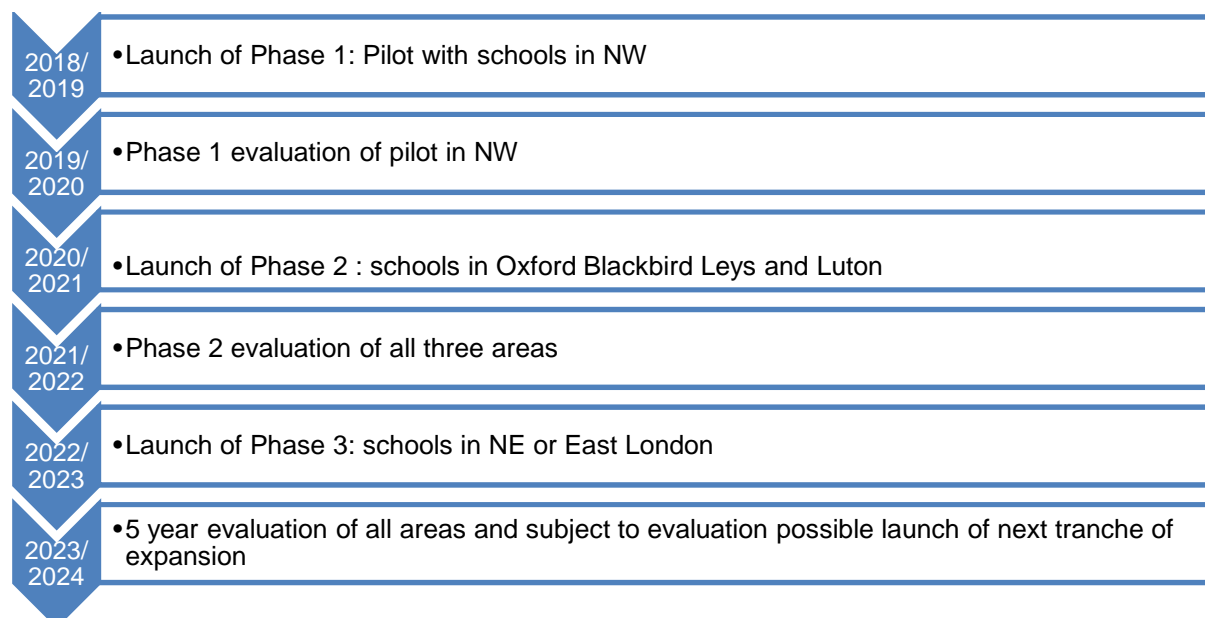 2018/
2019
•Launch of Phase 1: Pilot with schools in NW
2019/
2020
•Phase 1 evaluation of pilot in NW
2020/
2021
•Launch of Phase 2 : schools in Oxford Blackbird Leys and Luton
2021/
2022
•Phase 2 evaluation of all three areas
2022/
2023
•Launch of Phase 3: schools in NE or East London
2023/
2024
•5 year evaluation of all areas and subject to evaluation possible launch of next tranche of
expansion